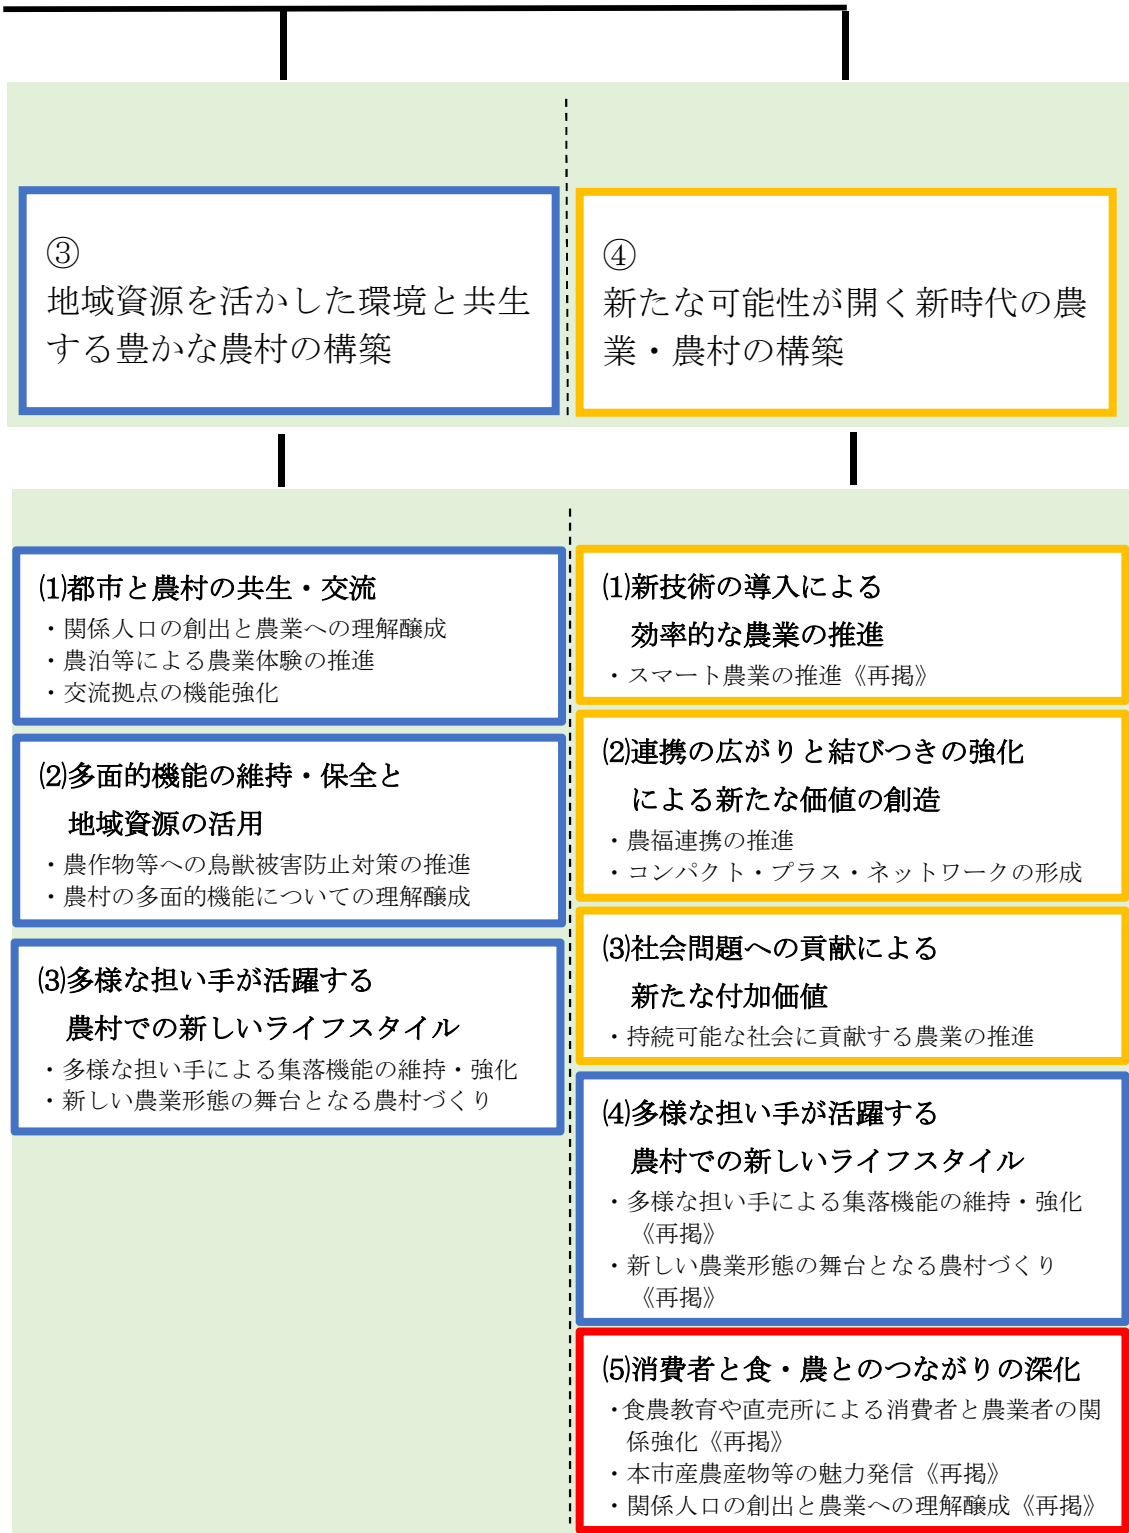 ③
地域資源を活かした環境と共生
する豊かな農村の構築
④
新たな可能性が開く新時代の農
業・農村の構築
⑴都市と農村の共生・交流
・関係人口の創出と農業への理解醸成
・農泊等による農業体験の推進
・交流拠点の機能強化
⑵多面的機能の維持・保全と
地域資源の活用
・農作物等への鳥獣被害防止対策の推進
・農村の多面的機能についての理解醸成
⑶多様な担い手が活躍する
農村での新しいライフスタイル
・多様な担い手による集落機能の維持・強化
・新しい農業形態の舞台となる農村づくり
⑴新技術の導入による
効率的な農業の推進
・スマート農業の推進《再掲》
⑵連携の広がりと結びつきの強化
による新たな価値の創造
・農福連携の推進
・コンパクト・プラス・ネットワークの形成
⑶社会問題への貢献による
新たな付加価値
・持続可能な社会に貢献する農業の推進
⑷多様な担い手が活躍する
農村での新しいライフスタイル
・多様な担い手による集落機能の維持・強化
《再掲》
・新しい農業形態の舞台となる農村づくり
《再掲》
⑸消費者と食・農とのつながりの深化
・食農教育や直売所による消費者と農業者の関
係強化《再掲》
・本市産農産物等の魅力発信《再掲》
・関係人口の創出と農業への理解醸成《再掲》